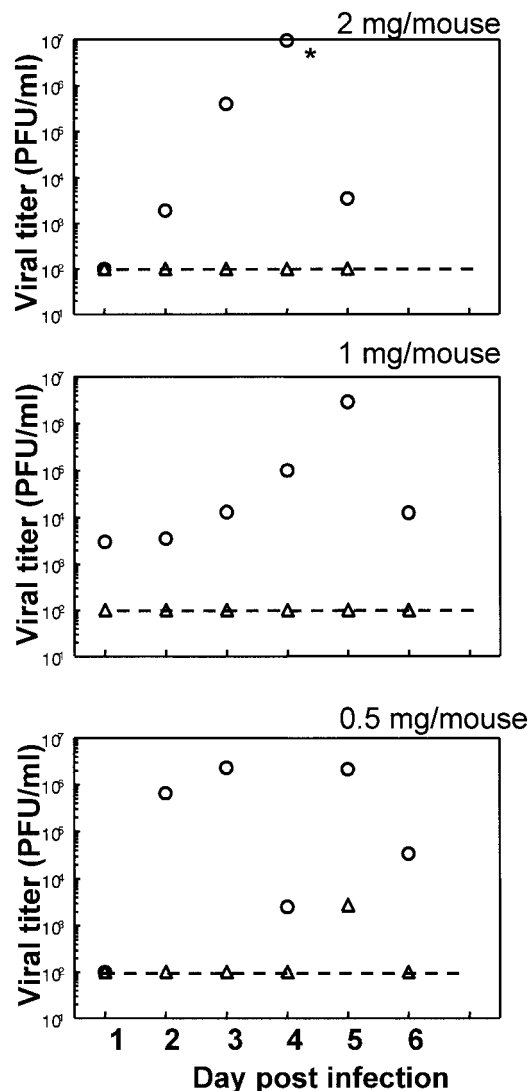 2 mg/mouse
Viral titer (PFU/ml)
10⁷
10⁶
10⁵
10⁴
10³
10²
10¹
*
1 mg/mouse
Viral titer (PFU/ml)
10⁷
10⁶
10⁵
10⁴
10³
10²
10¹
0.5 mg/mouse
Viral titer (PFU/ml)
10⁷
10⁶
10⁵
10⁴
10³
10²
10¹
1 2 3 4 5 6
Day post infection